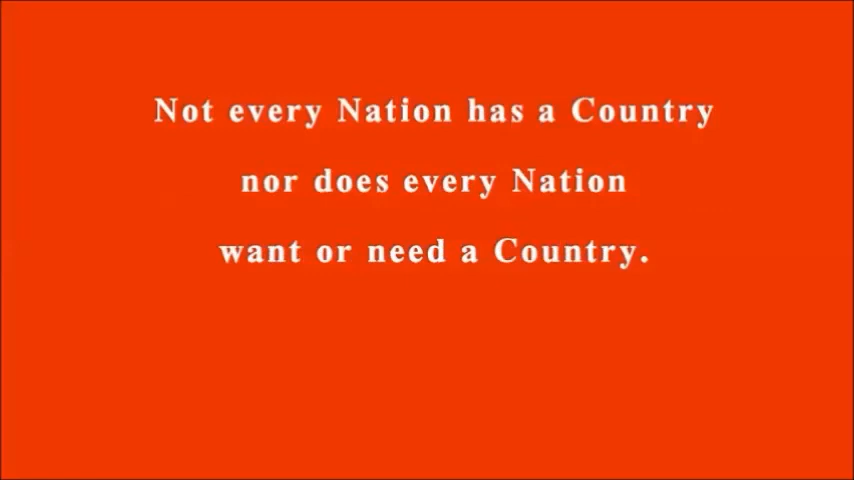 Not every Nation has a Country
nor does every Nation
want or need a Country.